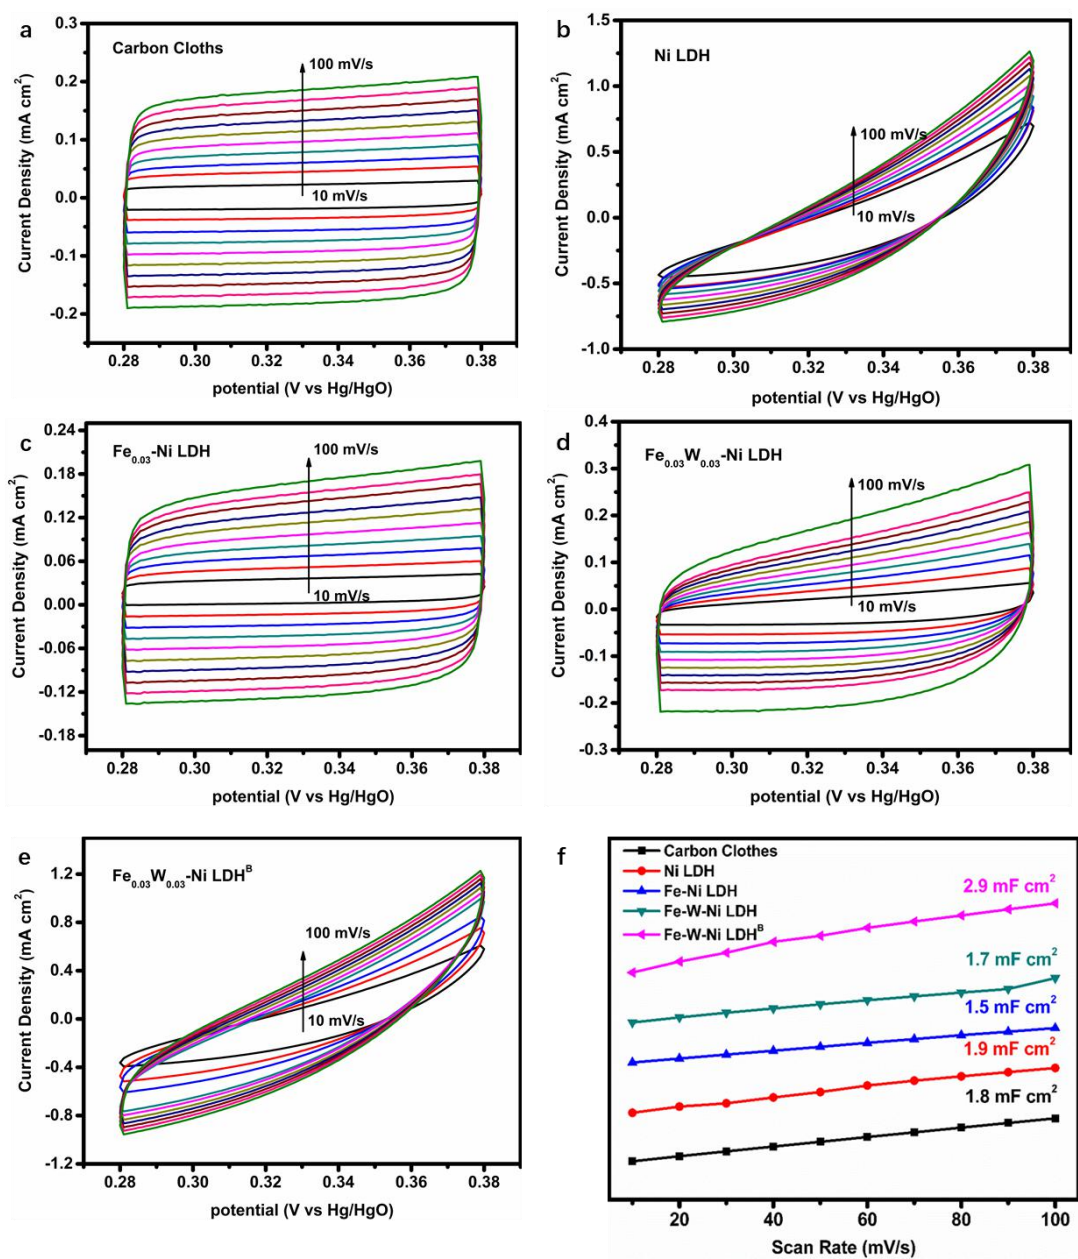 a
Carbon Cloths
100 mV/s
10 mV/s
0.3
0.2
0.1
0.0
-0.1
-0.2
Current Density (mA cm²)
0.28
0.30
0.32
0.34
0.36
0.38
potential (V vs Hg/HgO)
b
Ni LDH
100 mV/s
10 mV/s
1.5
1.0
0.5
0.0
-0.5
-1.0
Current Density (mA cm²)
0.28
0.30
0.32
0.34
0.36
0.38
potential (V vs Hg/HgO)
c
Fe₀.₀₃-Ni LDH
100 mV/s
10 mV/s
0.24
0.18
0.12
0.06
0.00
-0.06
-0.12
-0.18
Current Density (mA cm²)
0.28
0.30
0.32
0.34
0.36
0.38
potential (V vs Hg/HgO)
d
Fe₀.₀₃W₀.₀₃-Ni LDH
100 mV/s
10 mV/s
0.4
0.3
0.2
0.1
0.0
-0.1
-0.2
-0.3
Current Density (mA cm²)
0.28
0.30
0.32
0.34
0.36
0.38
potential (V vs Hg/HgO)
e
Fe₀.₀₃W₀.₀₃-Ni LDHᴮ
100 mV/s
10 mV/s
1.2
0.8
0.4
0.0
-0.4
-0.8
-1.2
Current Density (mA cm²)
0.28
0.30
0.32
0.34
0.36
0.38
potential (V vs Hg/HgO)
f
Carbon Clothes
Ni LDH
Fe-Ni LDH
Fe-W-Ni LDH
Fe-W-Ni LDHᴮ
2.9 mF cm²
1.7 mF cm²
1.5 mF cm²
1.9 mF cm²
1.8 mF cm²
20
40
60
80
100
Scan Rate (mV/s)